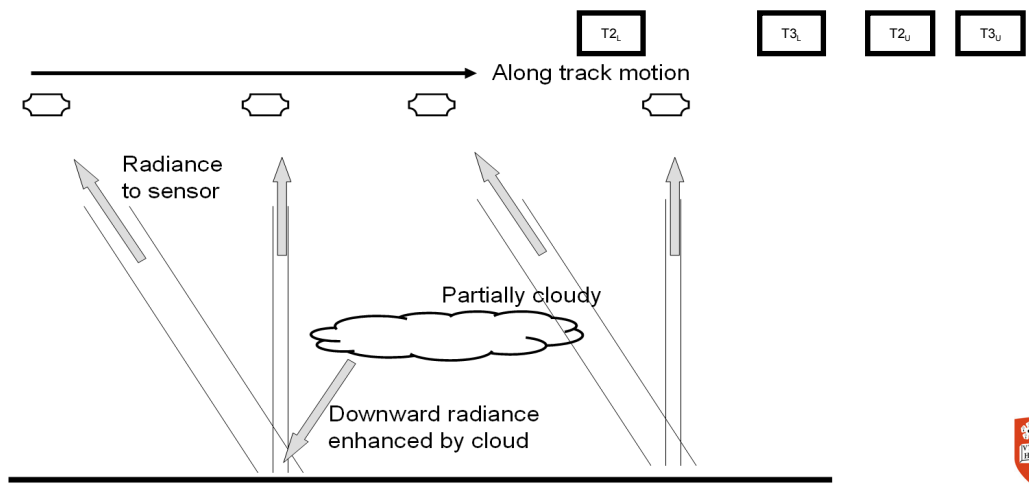 T2L
T3L
T2U
T3U
Along track motion
Radiance
to sensor
Partially cloudy
Downward radiance
enhanced by cloud